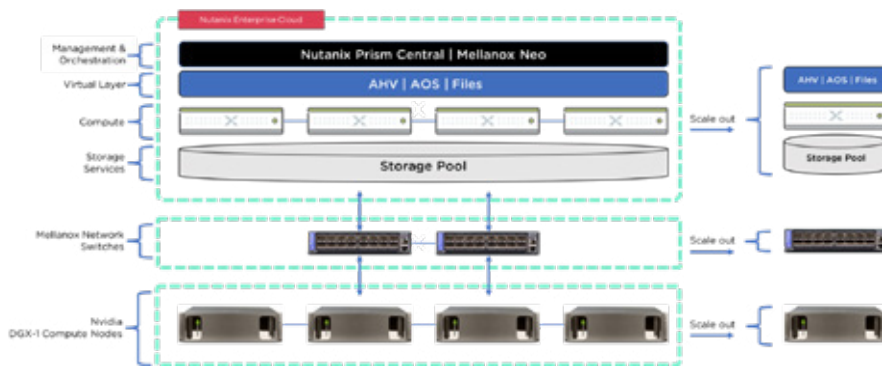 Nutanix Enterprise Cloud
Management &
Orchestration
Nutanix Prism Central | Mellanox Neo
Virtual Layer
AHV | AOS | Files
AHV | AOS | Files
Compute
Scale out
Storage
Services
Storage Pool
Storage Pool
Mellanox Network
Switches
Scale out
Nvidia
DGX-1 Compute Nodes
Scale out